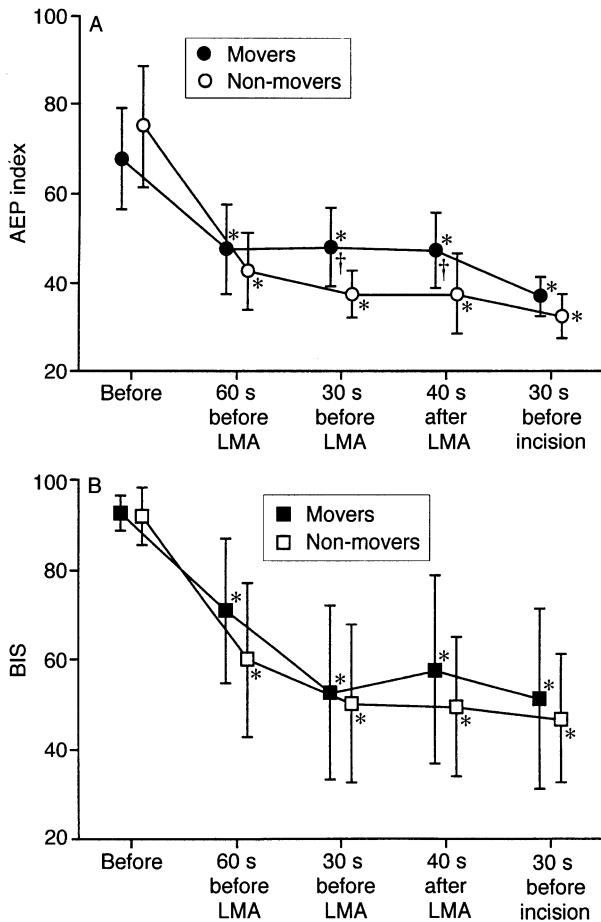 A
Movers
Non-movers
100
80
60
40
20
AEP index
*
*
*
†
*
*
†
*
*
*
Before
60 s
before
LMA
30 s
before
LMA
40 s
after
LMA
30 s
before
incision
B
Movers
Non-movers
100
80
60
40
20
BIS
*
*
*
*
*
*
*
*
Before
60 s
before
LMA
30 s
before
LMA
40 s
after
LMA
30 s
before
incision